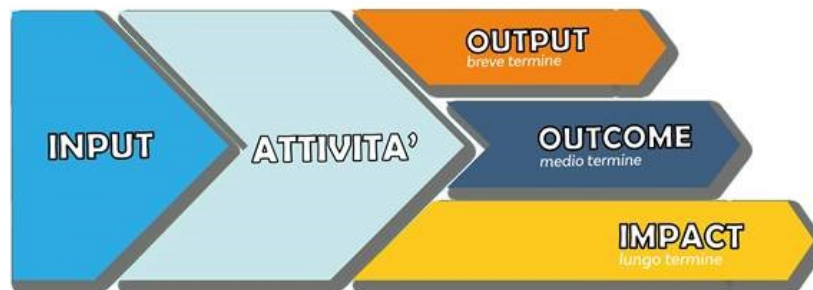 INPUT
ATTIVITA'
OUTPUT
breve termine
OUTCOME
medio termine
IMPACT
lungo termine